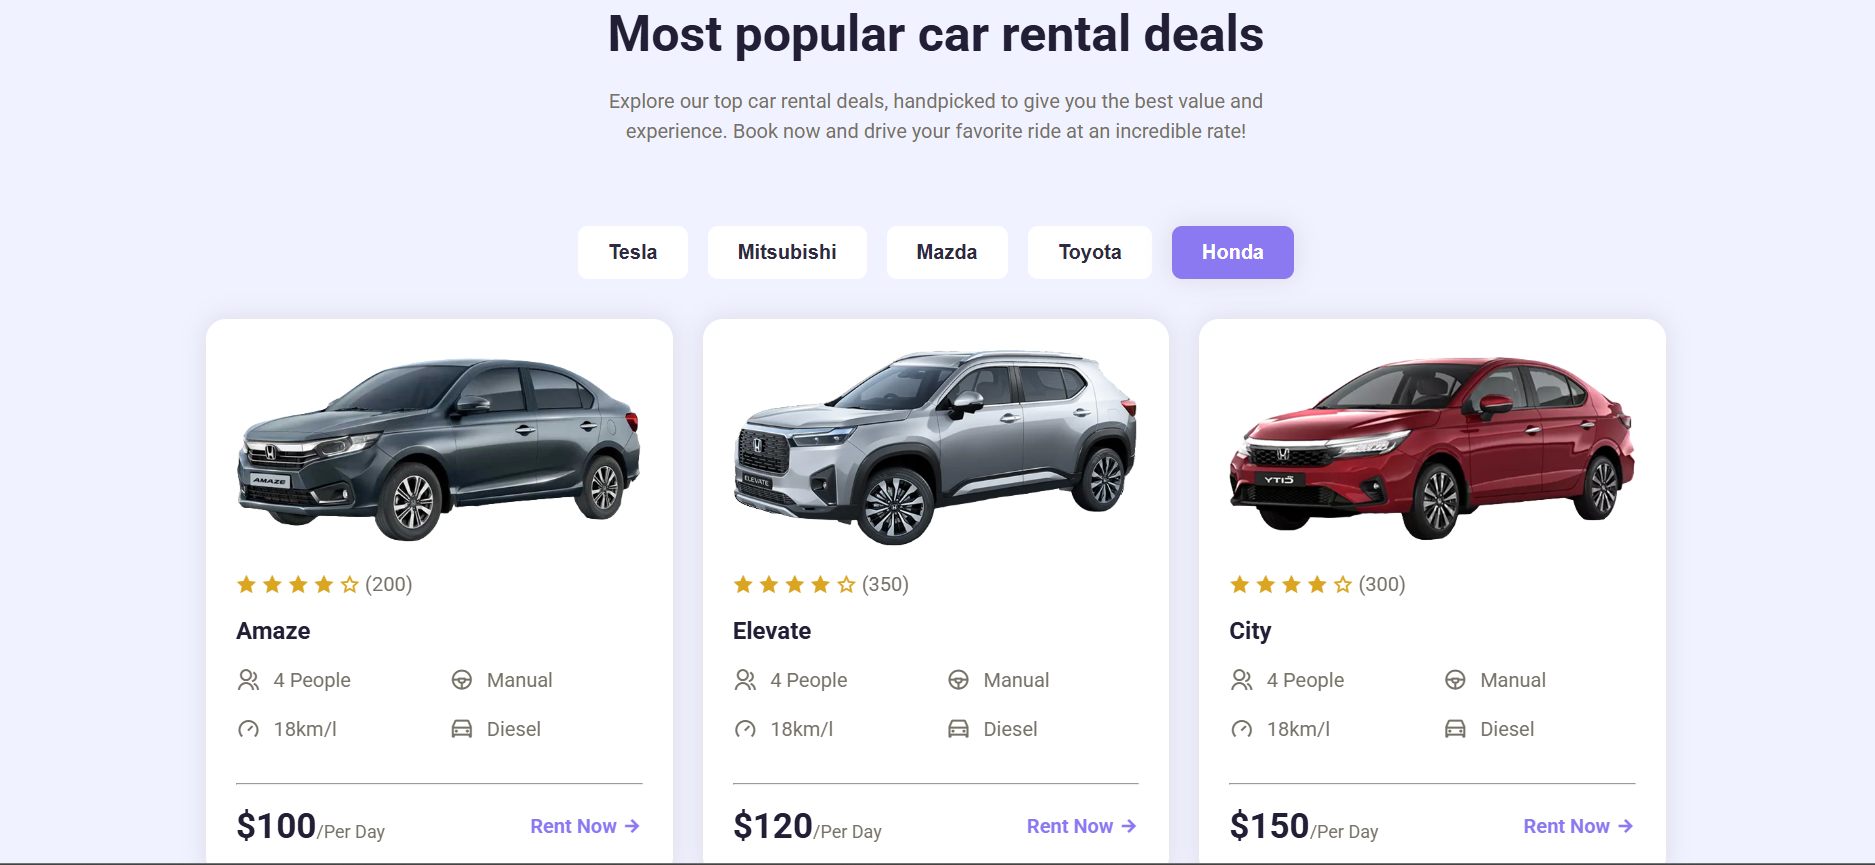 Most popular car rental deals
Explore our top car rental deals, handpicked to give you the best value and
experience. Book now and drive your favorite ride at an incredible rate!
Tesla
Mitsubishi
Mazda
Toyota
Honda
AMAZE
(200)
Amaze
4 People
Manual
18km/l
Diesel
$100/Per Day
Rent Now
ELEVATE
(350)
Elevate
4 People
Manual
18km/l
Diesel
$120/Per Day
Rent Now
(300)
City
4 People
Manual
18km/l
Diesel
$150/Per Day
Rent Now